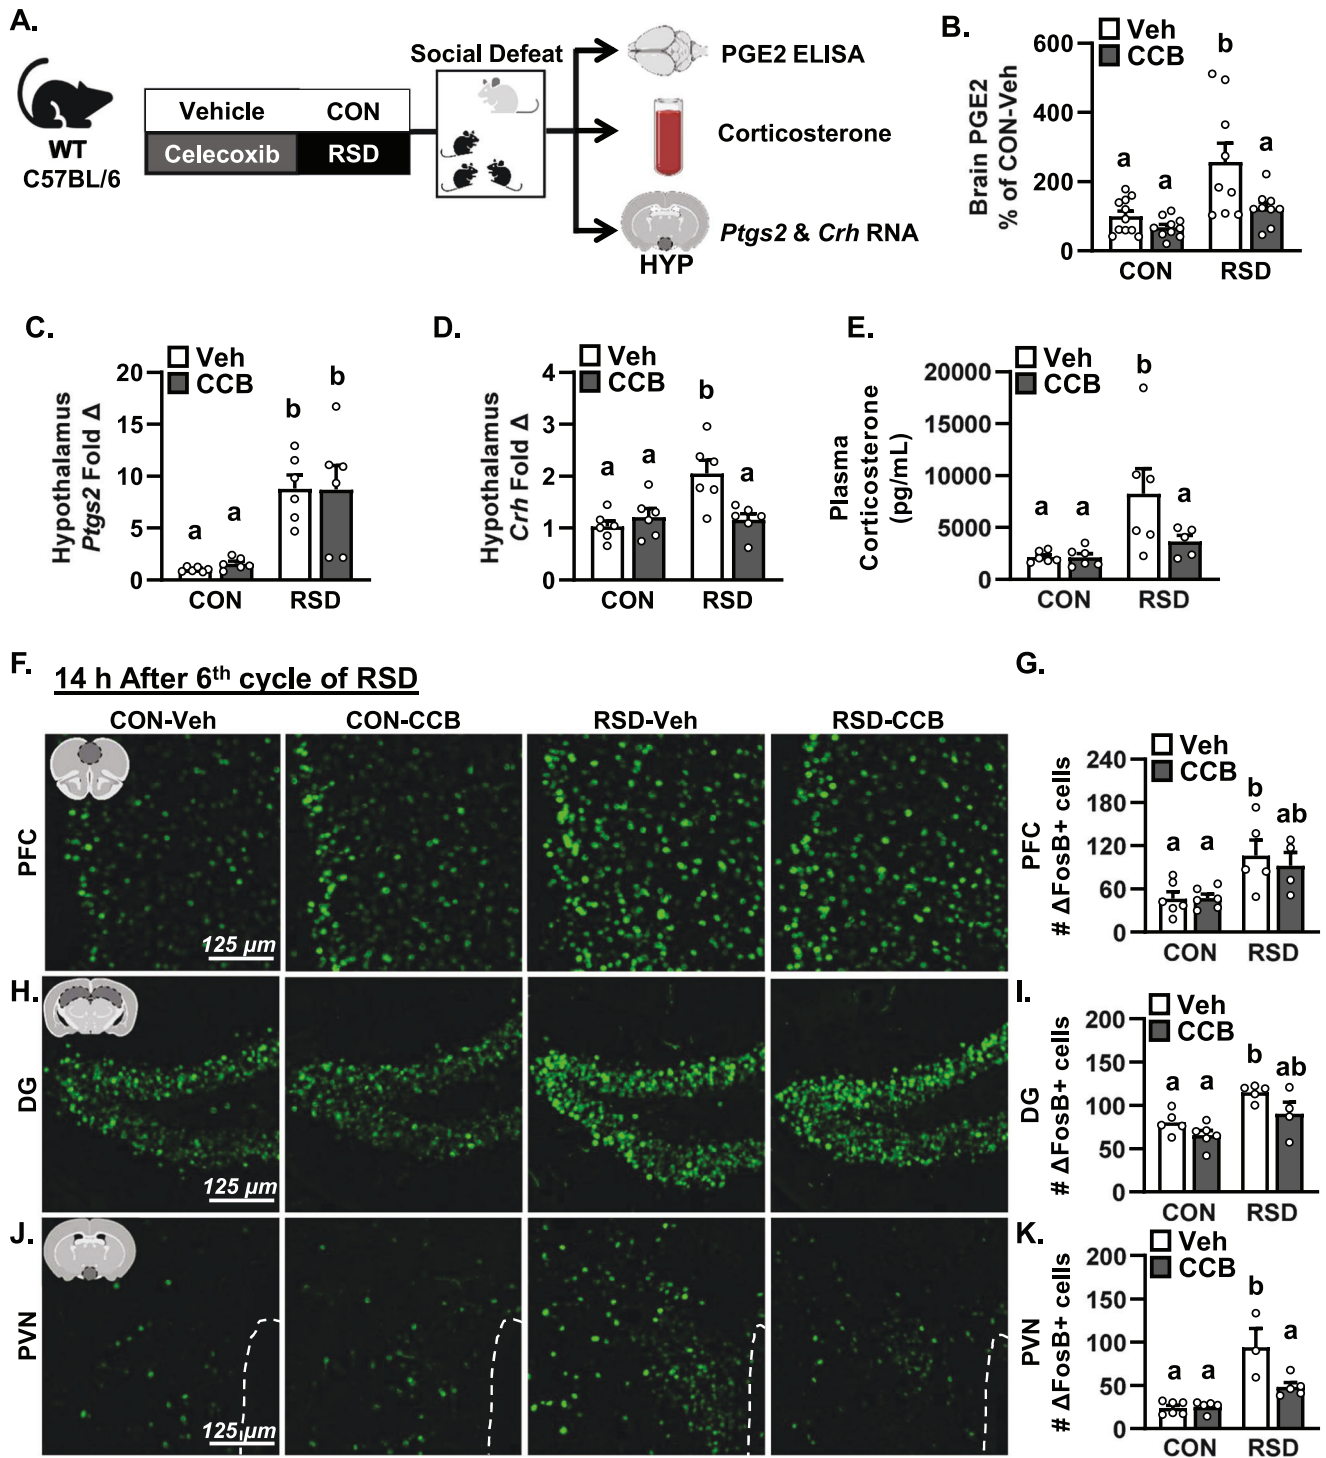 A.
WT
C57BL/6
Vehicle CON
Celecoxib RSD
Social Defeat
PGE2 ELISA
Corticosterone
Ptgs2 & Crh RNA
HYP
B.
Veh
CCB
Brain PGE2
% of CON-Veh
600
400
200
0
a a b a
CON RSD
C.
Veh
CCB
Hypothalamus
Ptgs2 Fold Δ
20
15
10
5
0
a a b b
CON RSD
D.
Veh
CCB
Hypothalamus
Crh Fold Δ
4
3
2
1
0
a a b a
CON RSD
E.
Veh
CCB
Plasma
Corticosterone
(pg/mL)
20000
15000
10000
5000
0
a a b a
CON RSD
F.
14 h After 6th cycle of RSD
CON-Veh CON-CCB RSD-Veh RSD-CCB
PFC
125 µm
G.
Veh
CCB
PFC
# ΔFosB+ cells
240
180
120
60
0
a a b ab
CON RSD
H.
DG
125 µm
I.
Veh
CCB
DG
# ΔFosB+ cells
200
150
100
50
0
a a b ab
CON RSD
J.
PVN
125 µm
K.
Veh
CCB
PVN
# ΔFosB+ cells
200
150
100
50
0
a a b a
CON RSD